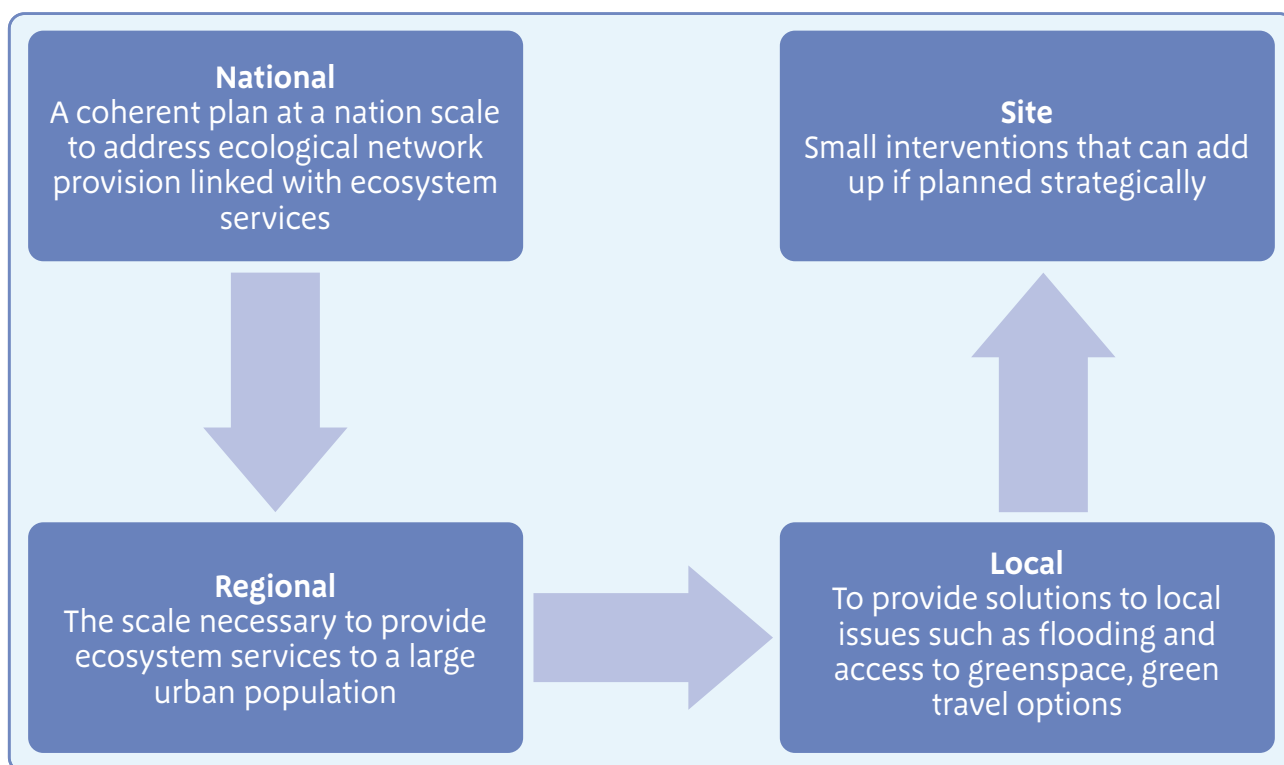 National
A coherent plan at a nation scale
to address ecological network
provision linked with ecosystem
services
Regional
The scale necessary to provide
ecosystem services to a large
urban population
Local
To provide solutions to local
issues such as flooding and
access to greenspace, green
travel options
Site
Small interventions that can add
up if planned strategically